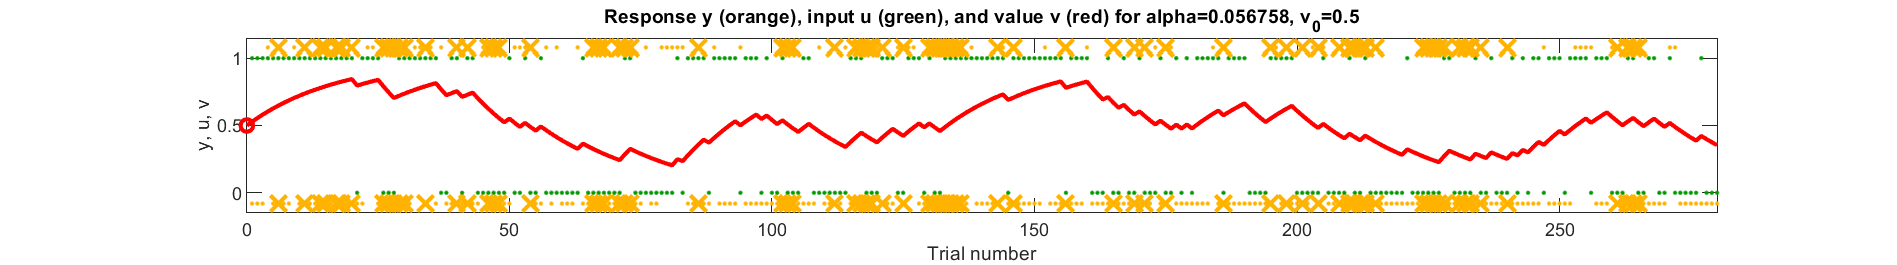 Response y (orange), input u (green), and value v (red) for alpha=0.056758, v₀=0.5
y, u, v
1
0.5
0
0 50 100 150 200 250
Trial number